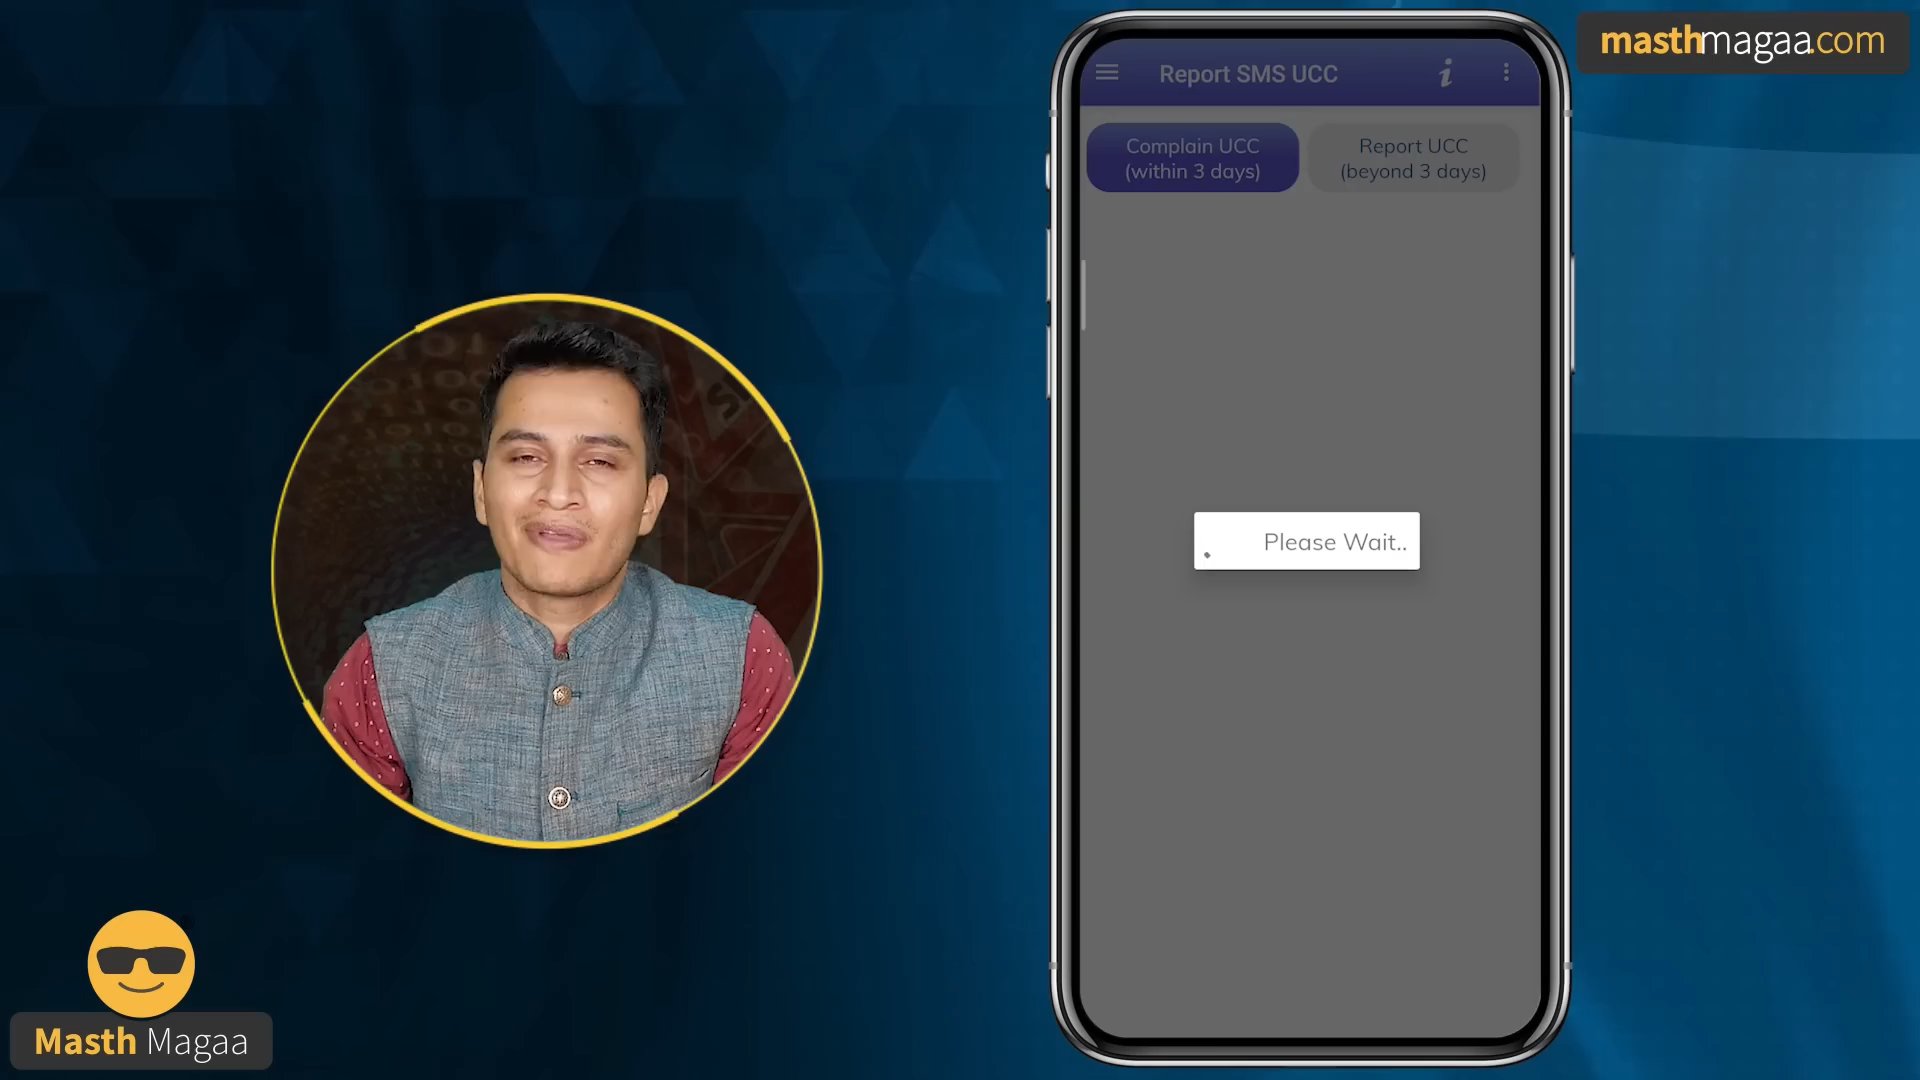 masthmagaa.com
Report SMS UCC
Complain UCC
(within 3 days)
Report UCC
(beyond 3 days)
Please Wait..
Masth Magaa